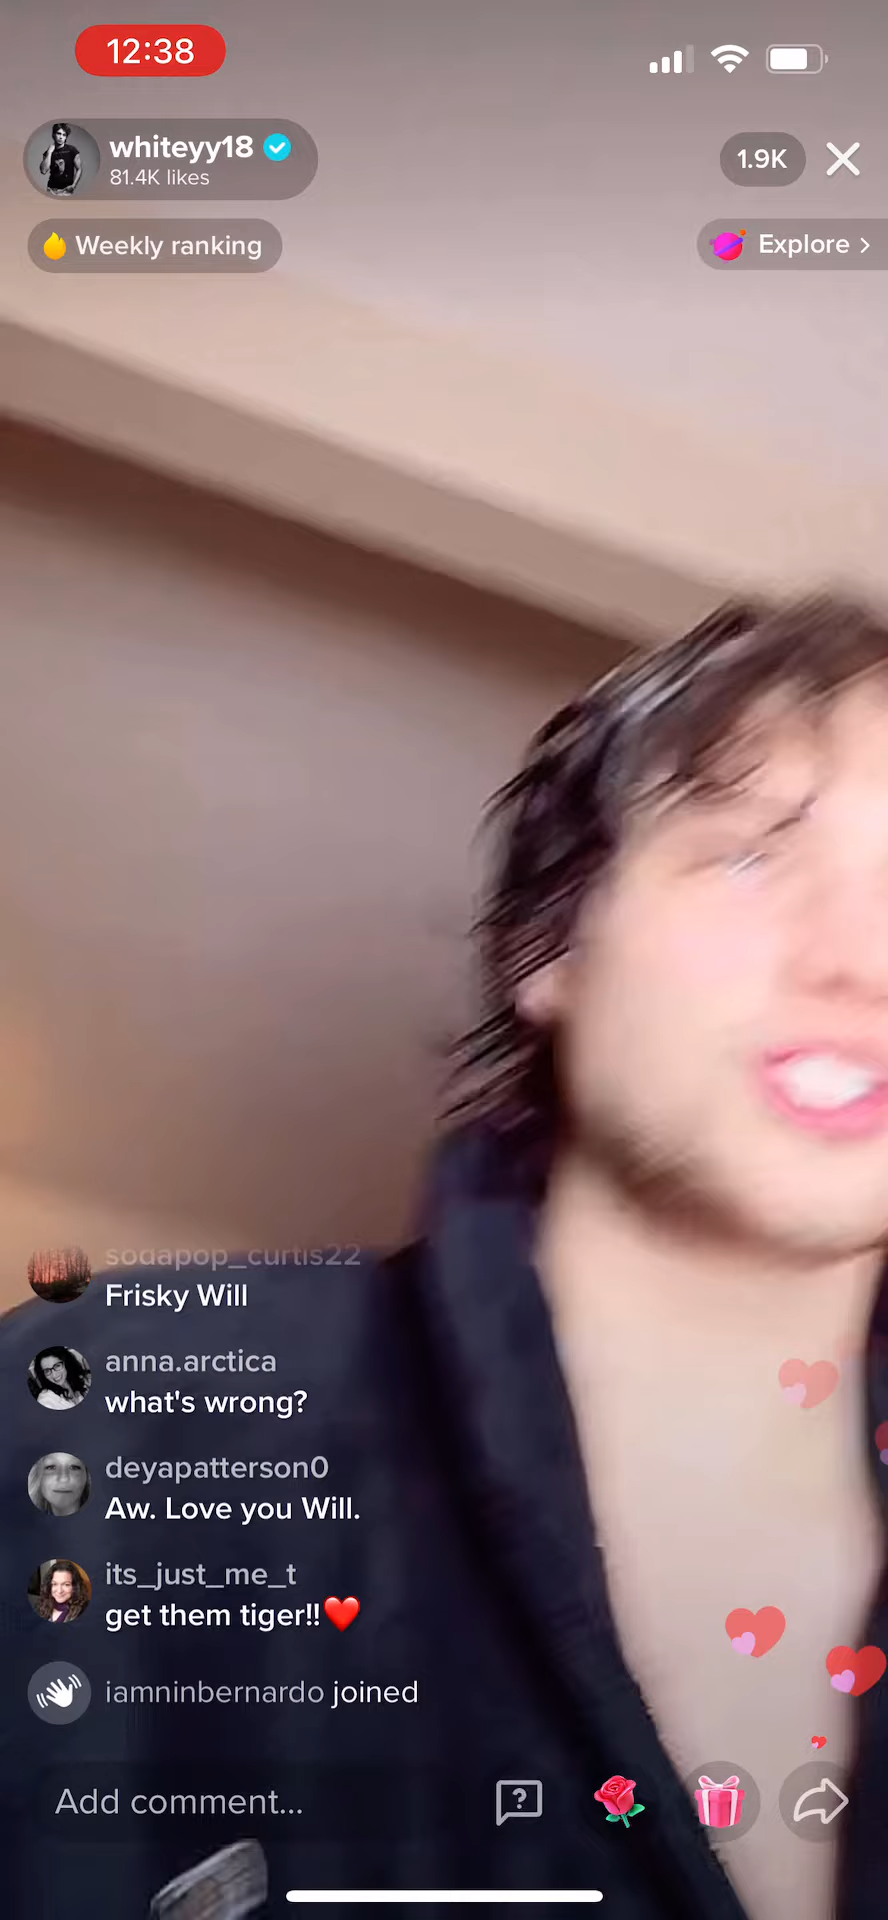 12:38
whiteyy18
81.4K likes
1.9K
Weekly ranking
Explore >
sodapop_curtis22
Frisky Will
anna.arctica
what's wrong?
deyapatterson0
Aw. Love you Will.
its_just_me_t
get them tiger!!❤️
iamninbernardo joined
Add comment...
?